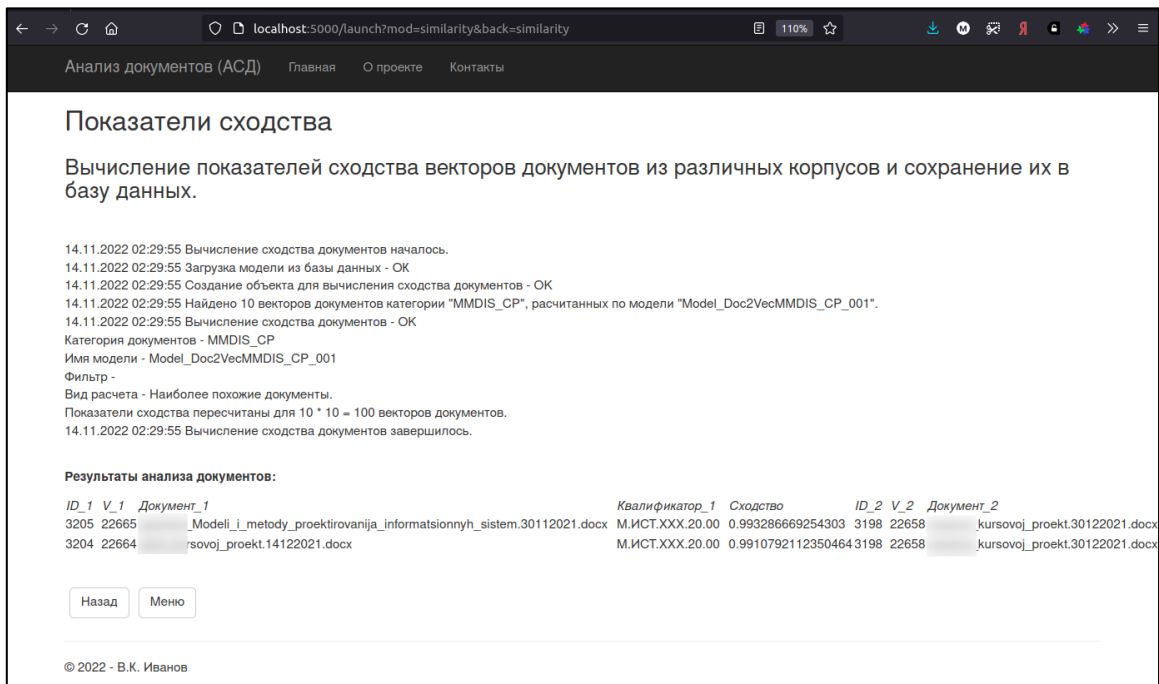 localhost:5000/launch?mod=similarity&back=similarity 110%
Анализ документов (АСД) Главная О проекте Контакты
Показатели сходства
Вычисление показателей сходства векторов документов из различных корпусов и сохранение их в
базу данных.
14.11.2022 02:29:55 Вычисление сходства документов началось.
14.11.2022 02:29:55 Загрузка модели из базы данных - ОК
14.11.2022 02:29:55 Создание объекта для вычисления сходства документов - ОК
14.11.2022 02:29:55 Найдено 10 векторов документов категории "MMDIS_CP", расчитанных по модели "Model_Doc2VecMMDIS_CP_001".
14.11.2022 02:29:55 Вычисление сходства документов - ОК
Категория документов - MMDIS_CP
Имя модели - Model_Doc2VecMMDIS_CP_001
Фильтр -
Вид расчета - Наиболее похожие документы.
Показатели сходства пересчитаны для 10 * 10 = 100 векторов документов.
14.11.2022 02:29:55 Вычисление сходства документов завершилось.
Результаты анализа документов:
ID_1 V_1 Документ_1 Квалификатор_1 Сходство ID_2 V_2 Документ_2
3205 22665 _Modeli_i_metody_proektirovanija_informatsionnyh_sistem.30112021.docx М.ИСТ.XXX.20.00 0.993286669254303 3198 22658 kursovoj_proekt.30122021.docx
3204 22664 rsovoj_proekt.14122021.docx М.ИСТ.XXX.20.00 0.9910792112350464 3198 22658 kursovoj_proekt.30122021.docx
Назад Меню
© 2022 - В.К. Иванов